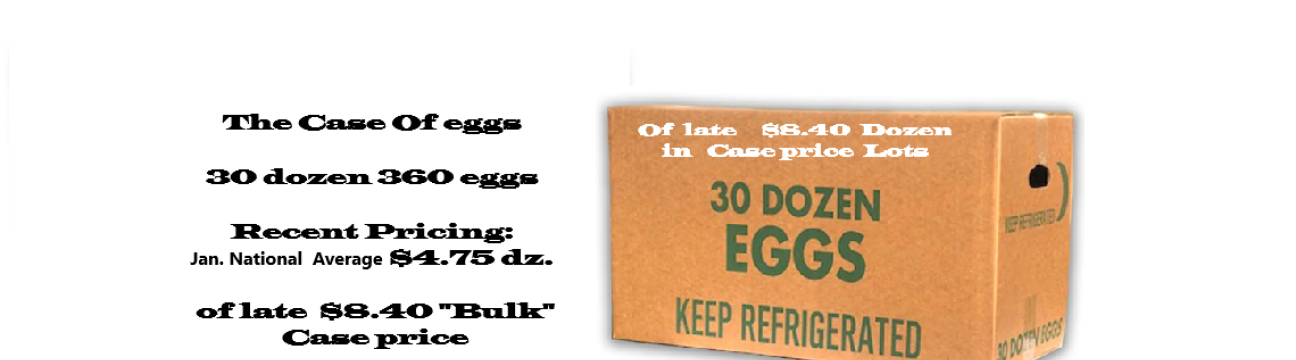 The Case Of eggs
30 dozen 360 eggs
Recent Pricing:
Jan. National Average $4.75 dz.
of late $8.40 "Bulk"
Case price
Of late $8.40 Dozen
in Case price Lots
30 DOZEN
EGGS
KEEP REFRIGERATED
KEEP REFRIGERATED
30 DOZEN EGGS